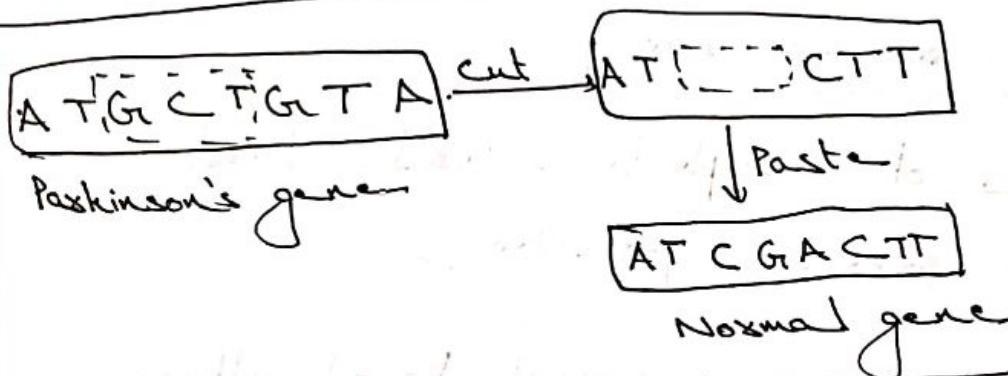 A T G C T G T A
Parkinson's gene
cut
A T C T T
Paste
A T C G A C T T
Normal gene